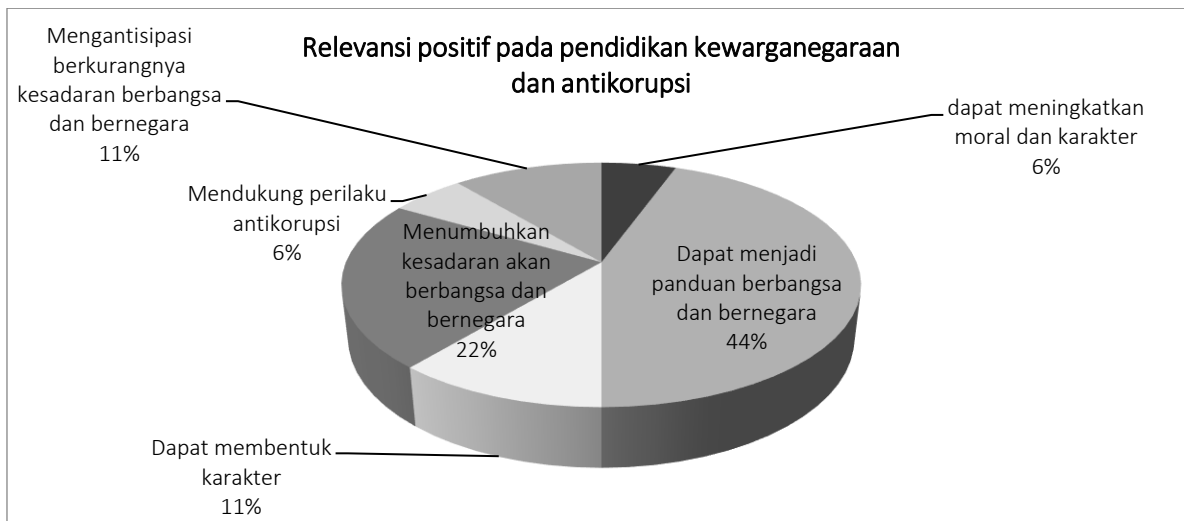 Relevansi positif pada pendidikan kewarganegaraan
dan antikorupsi
Mengantisipasi
berkurangnya
kesadaran berbangsa
dan bernegara
11%
dapat meningkatkan
moral dan karakter
6%
Mendukung perilaku
antikorupsi
6%
Menumbuhkan
kesadaran akan
berbangsa dan
bernegara
22%
Dapat menjadi
panduan berbangsa
dan bernegara
44%
Dapat membentuk
karakter
11%